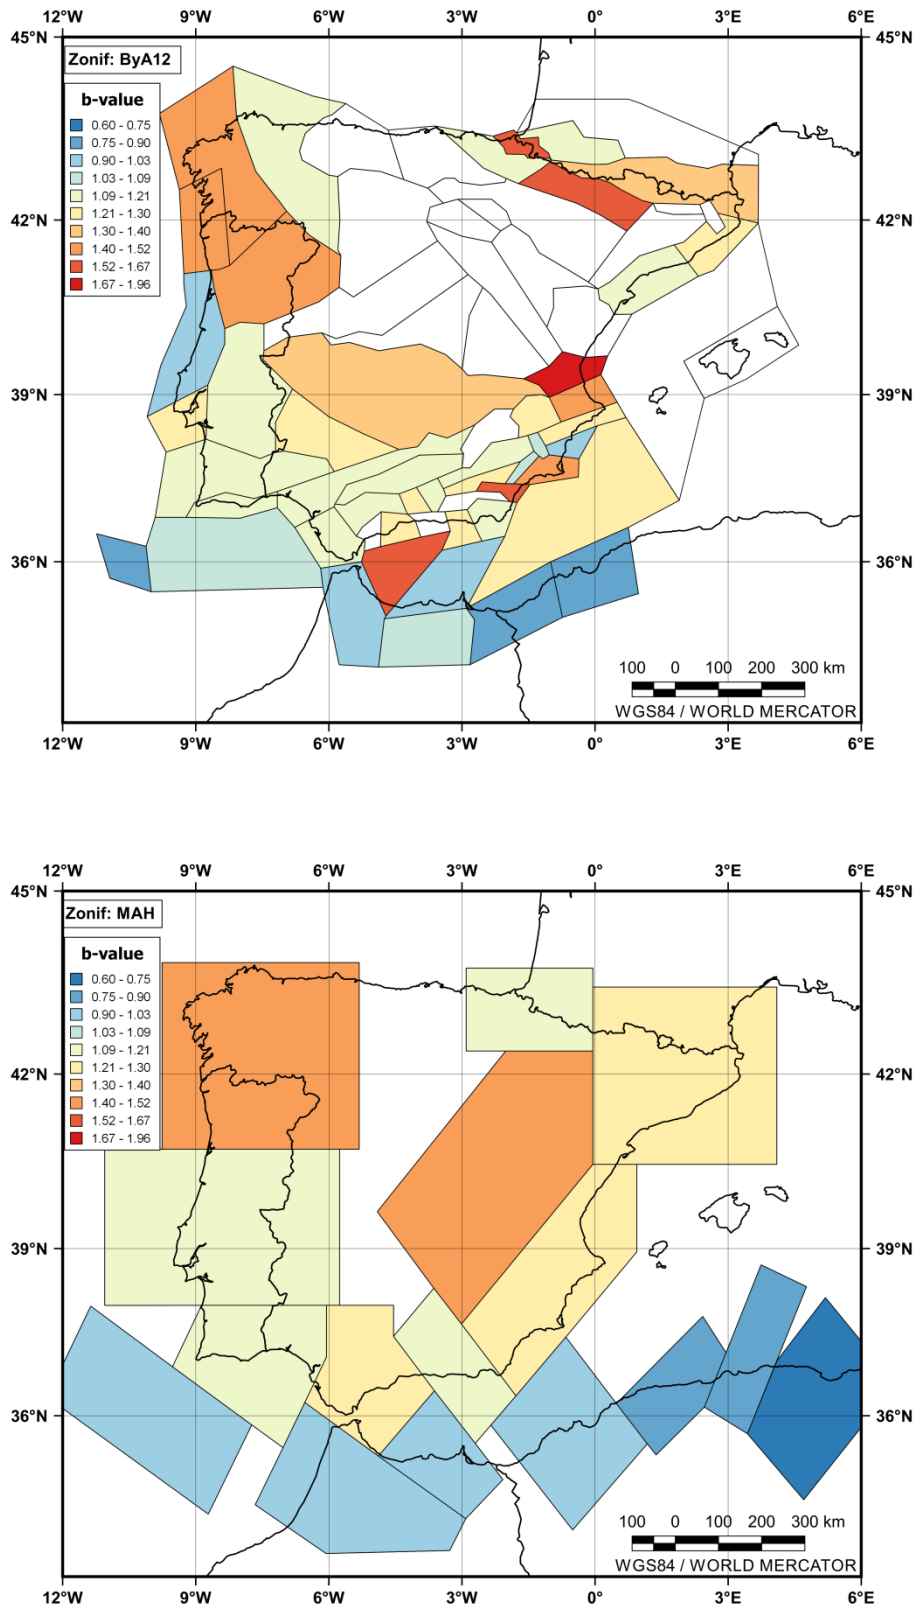 12°W 9°W 6°W 3°W 0° 3°E 6°E
45°N 45°N
Zonif: ByA12
b-value
0.60 - 0.75
0.75 - 0.90
0.90 - 1.03
1.03 - 1.09
1.09 - 1.21
1.21 - 1.30
1.30 - 1.40
1.40 - 1.52
1.52 - 1.67
1.67 - 1.96
42°N 42°N
39°N 39°N
36°N 36°N
100 0 100 200 300 km
WGS84 / WORLD MERCATOR
12°W 9°W 6°W 3°W 0° 3°E 6°E
12°W 9°W 6°W 3°W 0° 3°E 6°E
45°N 45°N
Zonif: MAH
b-value
0.60 - 0.75
0.75 - 0.90
0.90 - 1.03
1.03 - 1.09
1.09 - 1.21
1.21 - 1.30
1.30 - 1.40
1.40 - 1.52
1.52 - 1.67
1.67 - 1.96
42°N 42°N
39°N 39°N
36°N 36°N
100 0 100 200 300 km
WGS84 / WORLD MERCATOR
12°W 9°W 6°W 3°W 0° 3°E 6°E